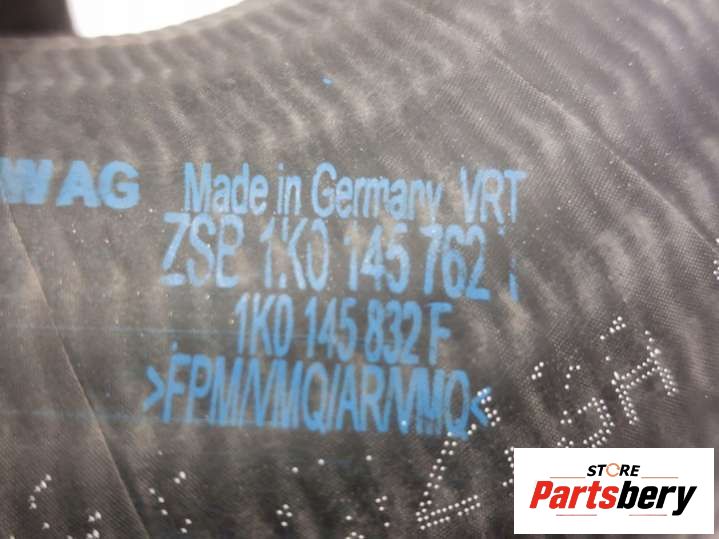 WAG Made in Germany VRT
ZSB 1K0 145 762
1K0 145 832 F
>FPM/VMQ/AR/VMQ<
STORE
Partsbery